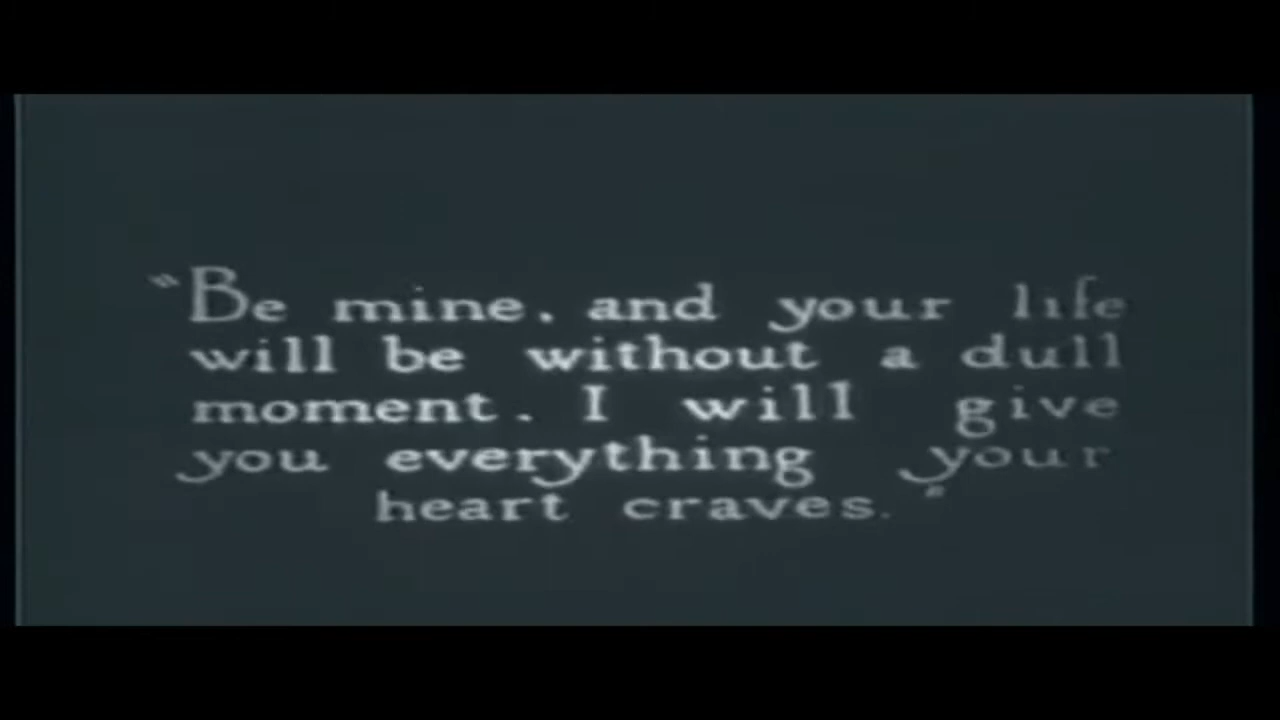 "Be mine, and your life
will be without a dull
moment. I will give
you everything your
heart craves."